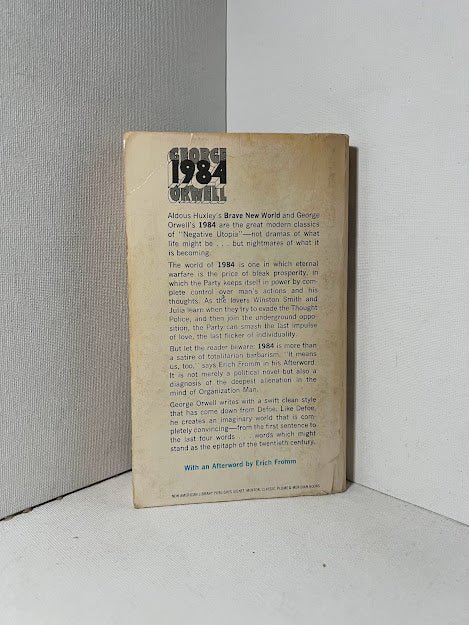 GEORGE
1984
ORWELL
Aldous Huxley's Brave New World and George
Orwell's 1984 are the great modern classics
of "Negative Utopia"—not dramas of what
life might be . . . but nightmares of what it
is becoming.
The world of 1984 is one in which eternal
warfare is the price of bleak prosperity, in
which the Party keeps itself in power by com-
plete control over man's actions and his
thoughts. As the lovers Winston Smith and
Julia learn when they try to evade the Thought
Police, and then join the underground oppo-
sition, the Party can smash the last impulse
of love, the last flicker of individuality.
But let the reader beware: 1984 is more than
a satire of totalitarian barbarism. "It means
us, too," says Erich Fromm in his Afterword.
It is not merely a political novel but also a
diagnosis of the deepest alienation in the
mind of Organization Man.
George Orwell writes with a swift clean style
that has come down from Defoe. Like Defoe,
he creates an imaginary world that is com-
pletely convincing—from the first sentence to
the last four words . . . words which might
stand as the epitaph of the twentieth century.
With an Afterword by Erich Fromm
NEW AMERICAN LIBRARY PUBLISHES SIGNET, MENTOR, CLASSIC, PLUME & MERIDIAN BOOKS